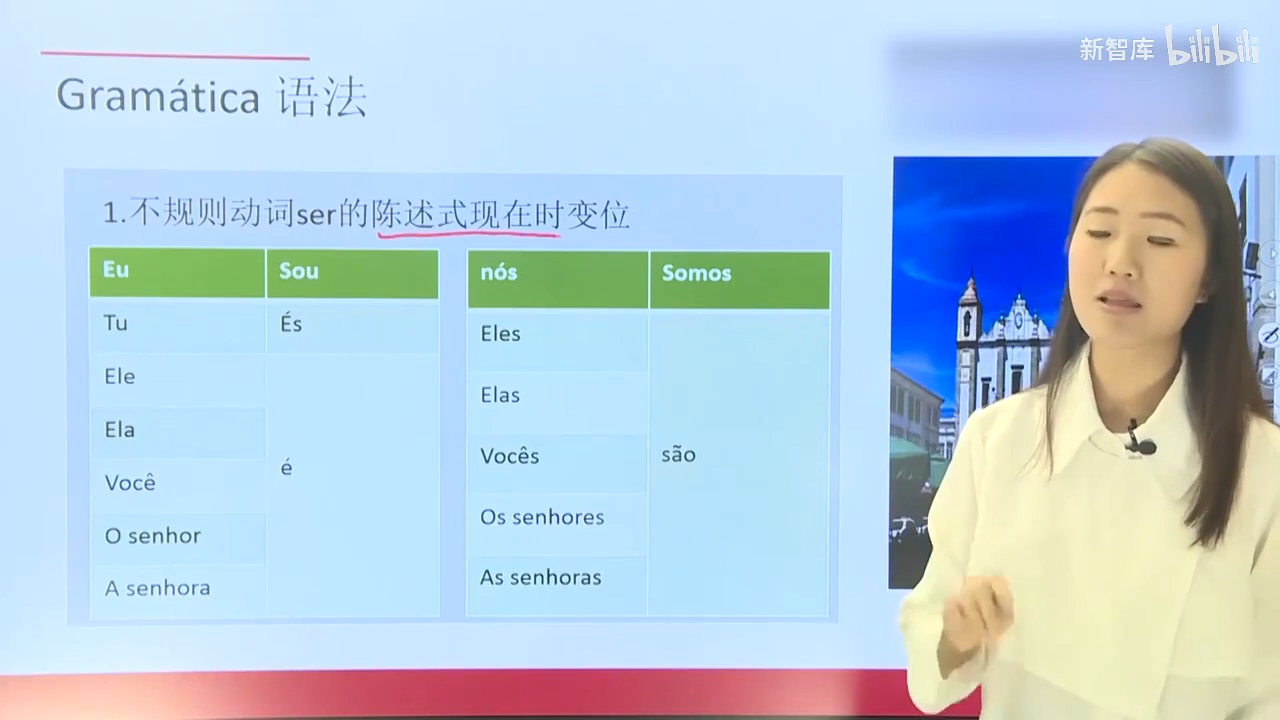 新智库 bilibili
Gramática 语法
1.不规则动词ser的陈述式现在时变位
Eu Sou
Tu És
Ele
Ela
Você
é
O senhor
A senhora
nós Somos
Eles
Elas
Vocês
são
Os senhores
As senhoras